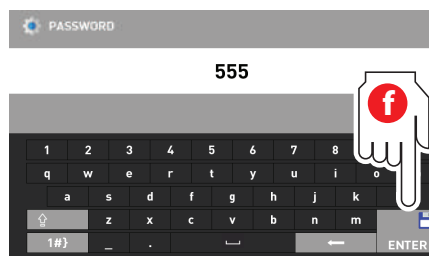 PASSWORD
555
f
1 2 3 4 5 6 7 8
q w e r t y u i o
a s d f g h j k
z x c v b n m
1#} _ .
ENTER